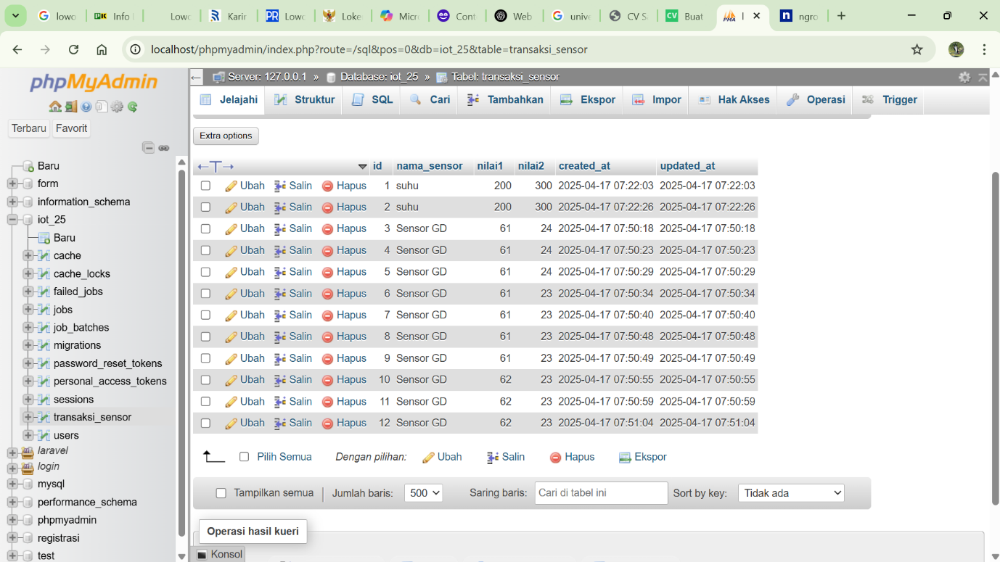 lowo
Info
Lowo
Karir
Lowo
Loke
Micro
Cont
Web
unive
CV Sa
Buat
ngro
localhost/phpmyadmin/index.php?route=/sql&pos=0&db=iot_25&table=transaksi_sensor
phpMyAdmin
Terbaru Favorit
Baru
form
information_schema
iot_25
Baru
cache
cache_locks
failed_jobs
jobs
job_batches
migrations
password_reset_tokens
personal_access_tokens
sessions
transaksi_sensor
users
laravel
login
mysql
performance_schema
phpmyadmin
registrasi
test
Server: 127.0.0.1 » Database: iot_25 » Tabel: transaksi_sensor
Jelajahi Struktur SQL Cari Tambahkan Ekspor Impor Hak Akses Operasi Trigger
Extra options
id nama_sensor nilai1 nilai2 created_at updated_at
Ubah Salin Hapus 1 suhu 200 300 2025-04-17 07:22:03 2025-04-17 07:22:03
Ubah Salin Hapus 2 suhu 200 300 2025-04-17 07:22:26 2025-04-17 07:22:26
Ubah Salin Hapus 3 Sensor GD 61 24 2025-04-17 07:50:18 2025-04-17 07:50:18
Ubah Salin Hapus 4 Sensor GD 61 24 2025-04-17 07:50:23 2025-04-17 07:50:23
Ubah Salin Hapus 5 Sensor GD 61 24 2025-04-17 07:50:29 2025-04-17 07:50:29
Ubah Salin Hapus 6 Sensor GD 61 23 2025-04-17 07:50:34 2025-04-17 07:50:34
Ubah Salin Hapus 7 Sensor GD 61 23 2025-04-17 07:50:40 2025-04-17 07:50:40
Ubah Salin Hapus 8 Sensor GD 61 23 2025-04-17 07:50:48 2025-04-17 07:50:48
Ubah Salin Hapus 9 Sensor GD 61 23 2025-04-17 07:50:49 2025-04-17 07:50:49
Ubah Salin Hapus 10 Sensor GD 62 23 2025-04-17 07:50:55 2025-04-17 07:50:55
Ubah Salin Hapus 11 Sensor GD 62 23 2025-04-17 07:50:59 2025-04-17 07:50:59
Ubah Salin Hapus 12 Sensor GD 62 23 2025-04-17 07:51:04 2025-04-17 07:51:04
Pilih Semua Dengan pilihan: Ubah Salin Hapus Ekspor
Tampilkan semua Jumlah baris: 500 Saring baris: Cari di tabel ini Sort by key: Tidak ada
Operasi hasil kueri
Konsol